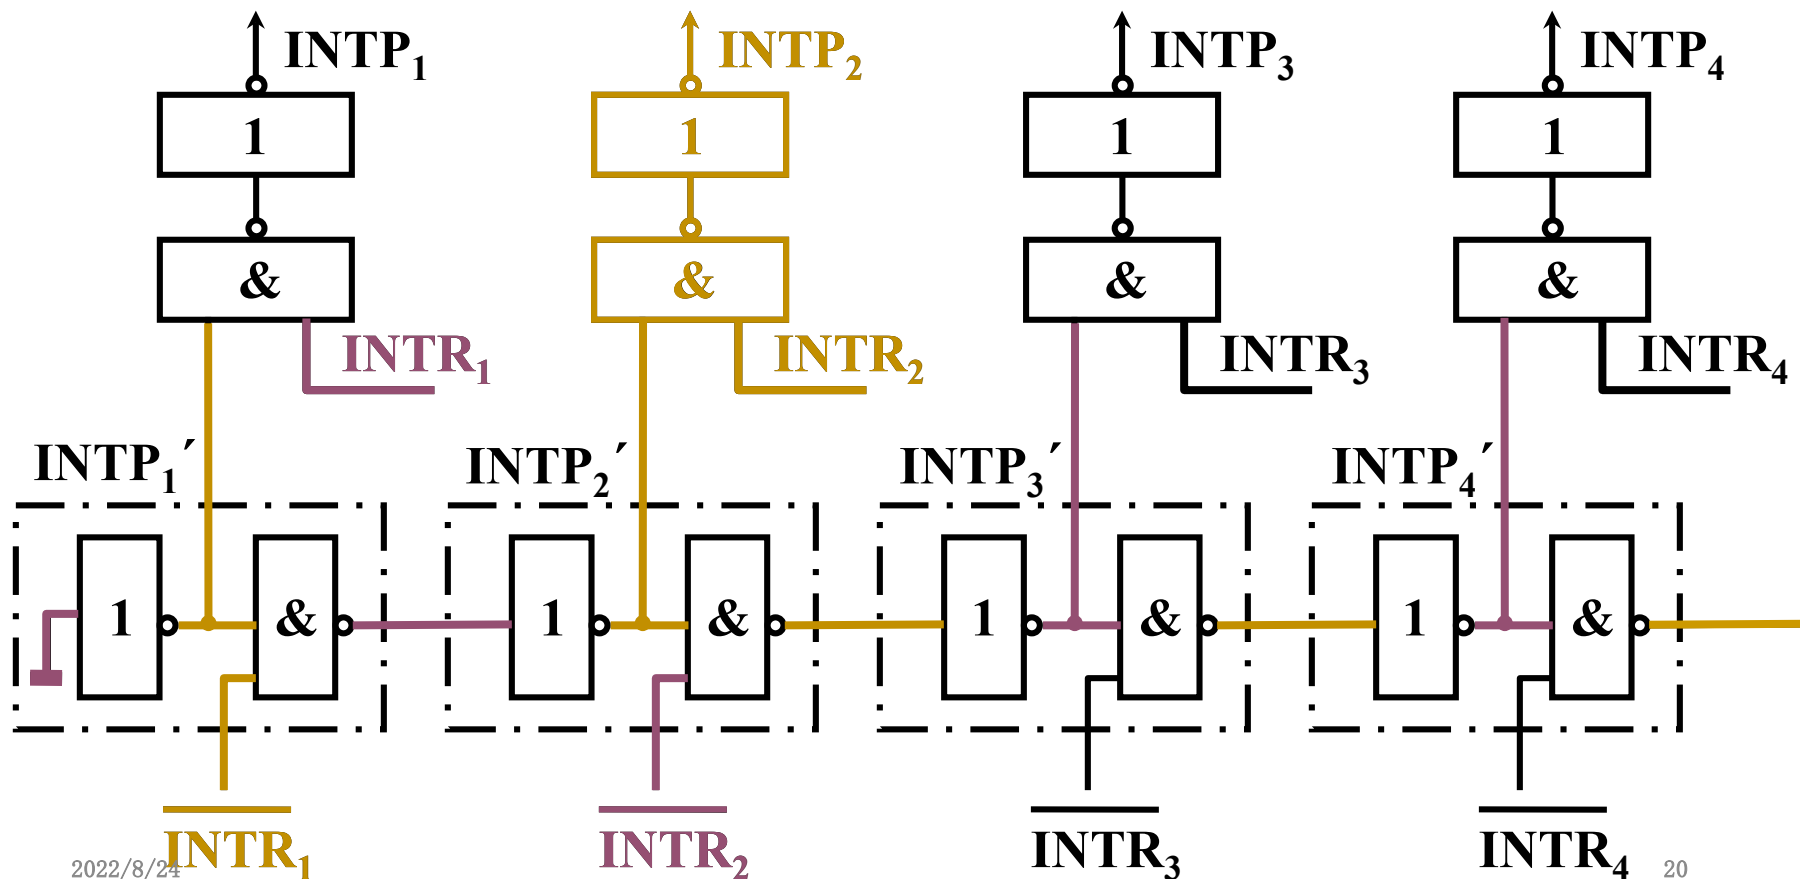 INTP₁ INTP₂ INTP₃ INTP₄
1 1 1 1
& & & &
INTR₁ INTR₂ INTR₃ INTR₄
INTP₁´ INTP₂´ INTP₃´ INTP₄´
1 & 1 & 1 & 1 &
INTR₁ INTR₂ INTR₃ INTR₄
2022/8/24 20